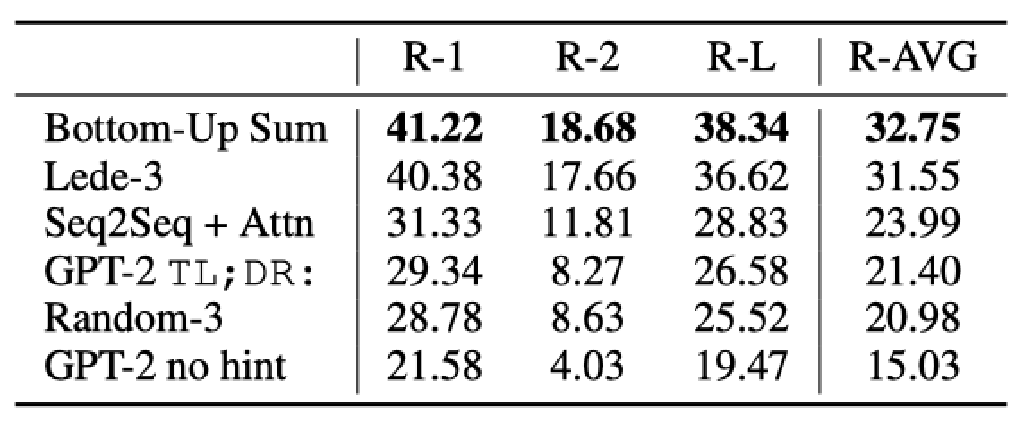 R-1 R-2 R-L R-AVG
Bottom-Up Sum 41.22 18.68 38.34 32.75
Lede-3 40.38 17.66 36.62 31.55
Seq2Seq + Attn 31.33 11.81 28.83 23.99
GPT-2 TL;DR: 29.34 8.27 26.58 21.40
Random-3 28.78 8.63 25.52 20.98
GPT-2 no hint 21.58 4.03 19.47 15.03